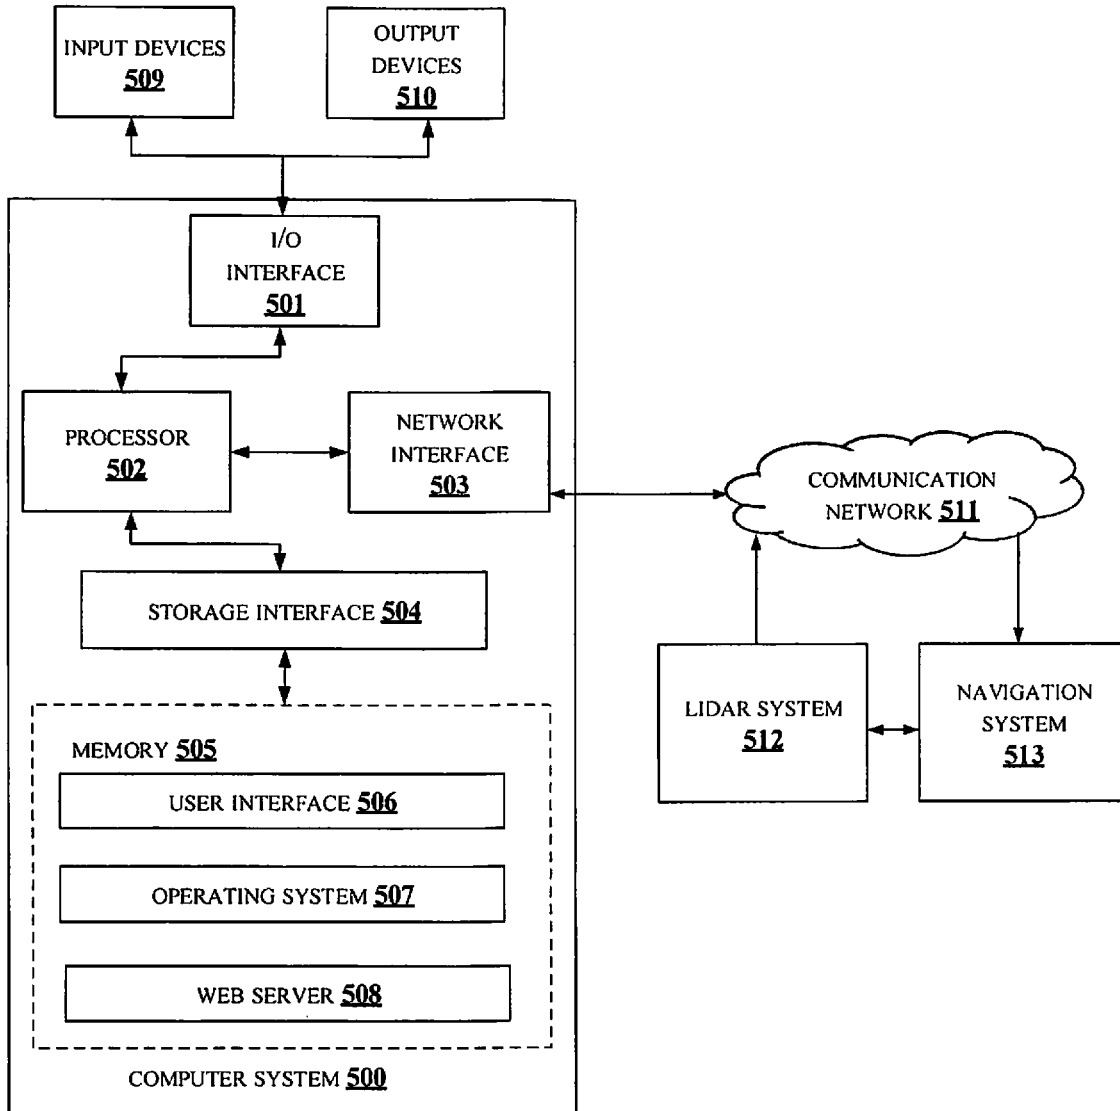 INPUT DEVICES
509
OUTPUT
DEVICES
510
I/O
INTERFACE
501
PROCESSOR
502
NETWORK
INTERFACE
503
STORAGE INTERFACE 504
MEMORY 505
USER INTERFACE 506
OPERATING SYSTEM 507
WEB SERVER 508
COMPUTER SYSTEM 500
COMMUNICATION
NETWORK 511
LIDAR SYSTEM
512
NAVIGATION
SYSTEM
513